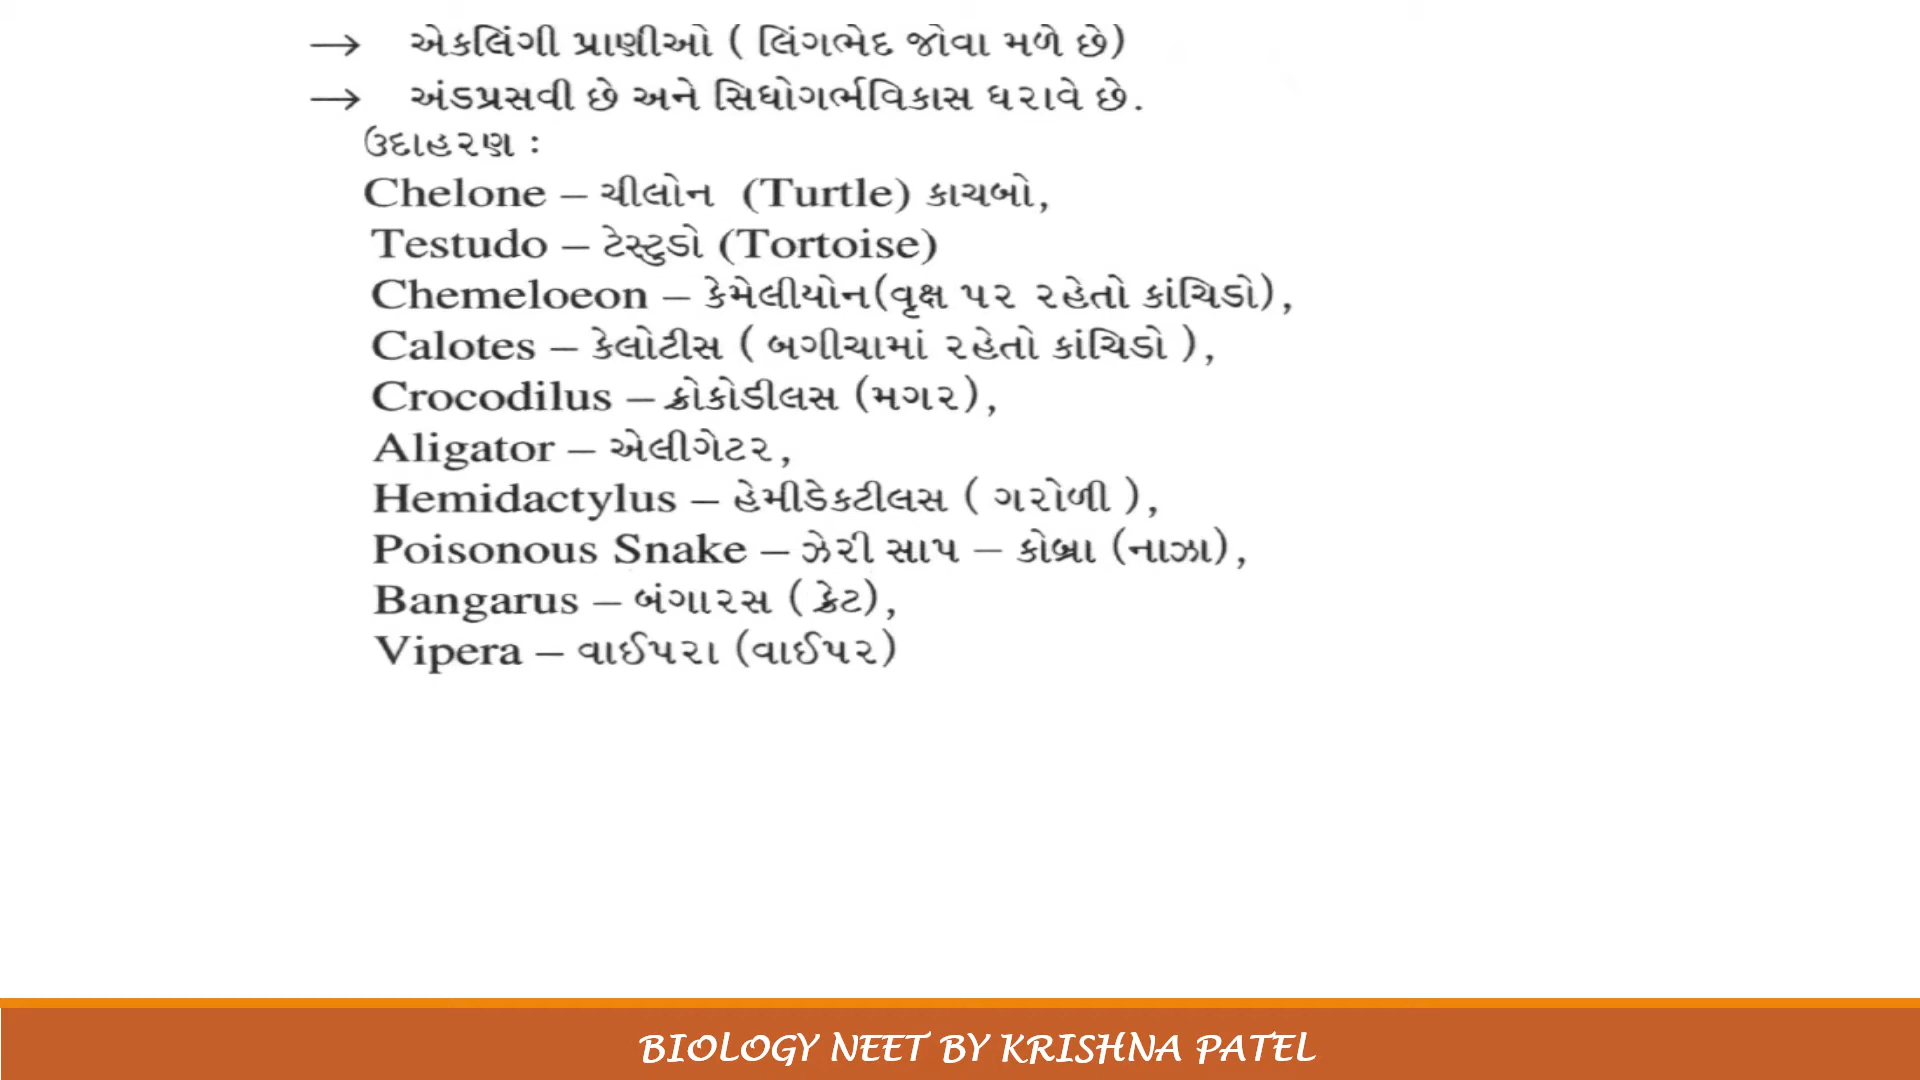 → એકલિંગી પ્રાણીઓ ( લિંગભેદ જોવા મળે છે)
→ અંડપ્રસવી છે અને સિધોગર્ભવિકાસ ધરાવે છે.
ઉદાહરણ :
Chelone – ચીલોન (Turtle) કાચબો,
Testudo – ટેસ્ટુડો (Tortoise)
Chemeloeon – કેમેલીયોન(વૃક્ષ પર રહેતો કાંચિડો),
Calotes – કેલોટીસ ( બગીચામાં રહેતો કાંચિડો ),
Crocodilus – ક્રોકોડીલસ (મગર),
Aligator – એલીગેટર,
Hemidactylus – હેમીડેકટીલસ ( ગરોળી ),
Poisonous Snake – ઝેરી સાપ – કોબ્રા (નાઝા),
Bangarus – બંગારસ ( ક્રેટ),
Vipera – વાઈપરા (વાઈપર)
BIOLOGY NEET BY KRISHNA PATEL